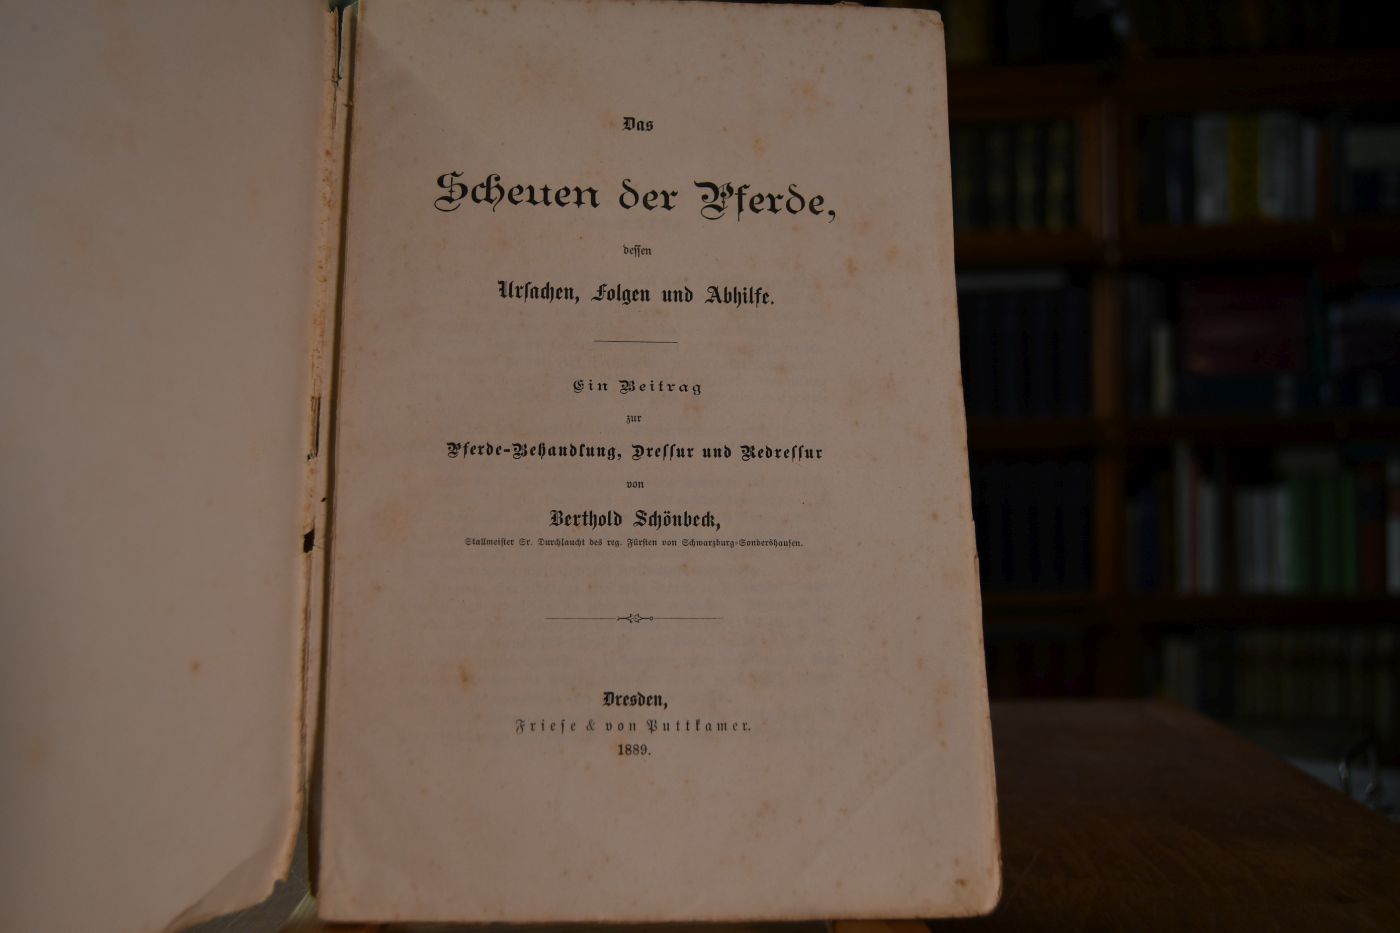 Das
Scheuen der Pferde,
dessen
Ursachen, Folgen und Abhilfe.
Ein Beitrag
zur
Pferde-Behandlung, Dressur und Redressur
von
Berthold Schönbeck,
Stallmeister Sr. Durchlaucht des reg. Fürsten von Schwarzburg-Sondershausen.
Dresden,
Friese & von Puttkamer.
1889.